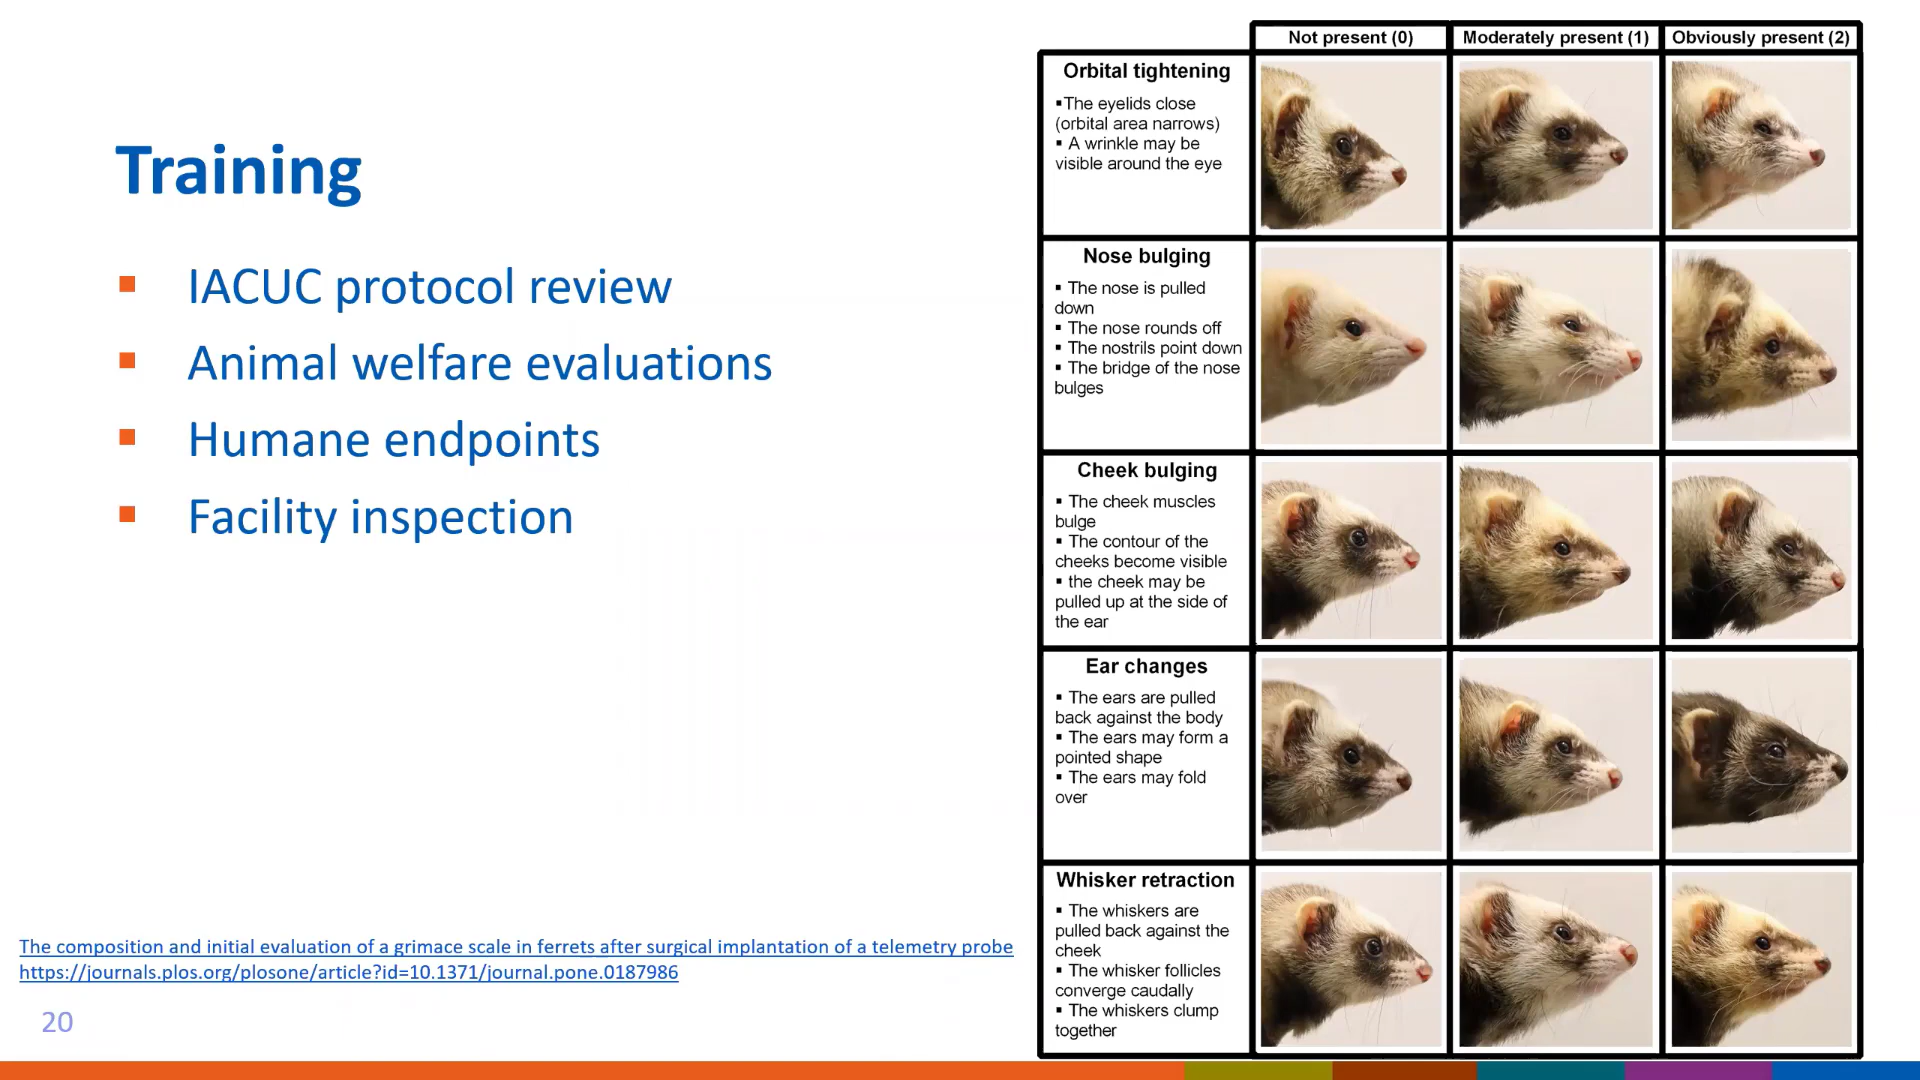 Training
▪ IACUC protocol review
▪ Animal welfare evaluations
▪ Humane endpoints
▪ Facility inspection
The composition and initial evaluation of a grimace scale in ferrets after surgical implantation of a telemetry probe
https://journals.plos.org/plosone/article?id=10.1371/journal.pone.0187986
20
Not present (0)
Moderately present (1)
Obviously present (2)
Orbital tightening
▪The eyelids close
(orbital area narrows)
▪ A wrinkle may be
visible around the eye
Nose bulging
▪ The nose is pulled
down
▪ The nose rounds off
▪ The nostrils point down
▪ The bridge of the nose
bulges
Cheek bulging
▪ The cheek muscles
bulge
▪ The contour of the
cheeks become visible
▪ the cheek may be
pulled up at the side of
the ear
Ear changes
▪ The ears are pulled
back against the body
▪ The ears may form a
pointed shape
▪ The ears may fold
over
Whisker retraction
▪ The whiskers are
pulled back against the
cheek
▪ The whisker follicles
converge caudally
▪ The whiskers clump
together